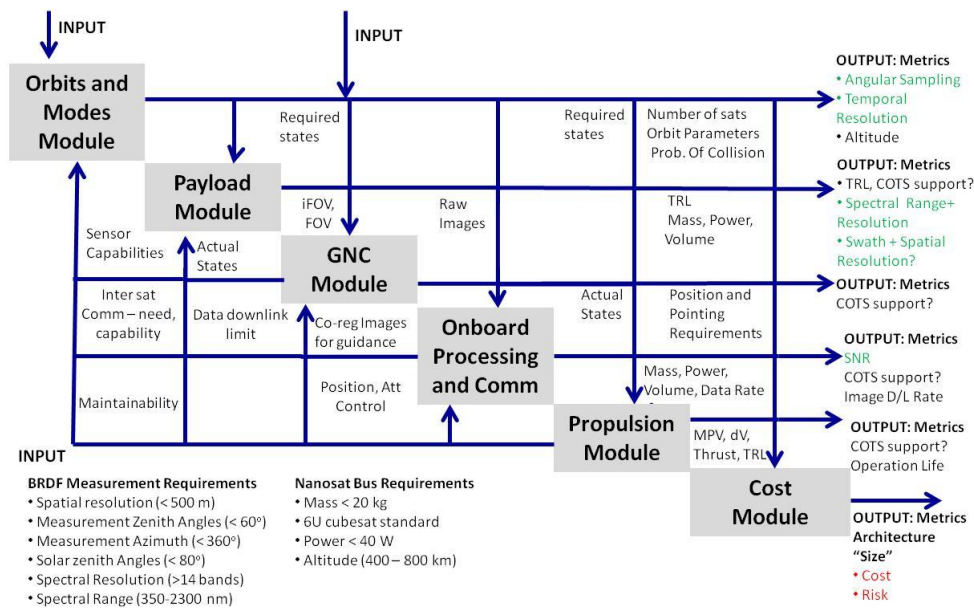 INPUT
INPUT
Orbits and
Modes
Module
OUTPUT: Metrics
• Angular Sampling
• Temporal
Resolution
• Altitude
Required
states
Required
states
Number of sats
Orbit Parameters
Prob. Of Collision
Payload
Module
OUTPUT: Metrics
• TRL, COTS support?
• Spectral Range+
Resolution
• Swath + Spatial
Resolution?
iFOV,
FOV
Raw
Images
TRL
Mass, Power,
Volume
Sensor
Capabilities
Actual
States
GNC
Module
OUTPUT: Metrics
COTS support?
Inter sat
Comm – need,
capability
Data downlink
limit
Co-reg Images
for guidance
Actual
States
Position and
Pointing
Requirements
Onboard
Processing
and Comm
OUTPUT: Metrics
SNR
COTS support?
Image D/L Rate
Maintainability
Position, Att
Control
Mass, Power,
Volume, Data Rate
Propulsion
Module
OUTPUT: Metrics
COTS support?
Operation Life
MPV, dV,
Thrust, TRL
INPUT
BRDF Measurement Requirements
• Spatial resolution (< 500 m)
• Measurement Zenith Angles (< 60°)
• Measurement Azimuth (< 360°)
• Solar zenith Angles (< 80°)
• Spectral Resolution (>14 bands)
• Spectral Range (350-2300 nm)
Nanosat Bus Requirements
• Mass < 20 kg
• 6U cubesat standard
• Power < 40 W
• Altitude (400 – 800 km)
Cost
Module
OUTPUT: Metrics
Architecture
“Size”
• Cost
• Risk